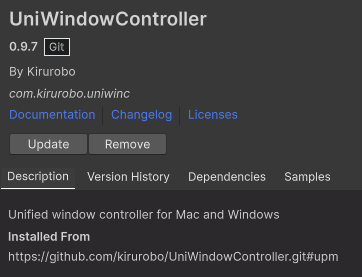 UniWindowController
0.9.7 Git
By Kirurobo
com.kirurobo.uniwinc
Documentation Changelog Licenses
Update Remove
Description Version History Dependencies Samples
Unified window controller for Mac and Windows
Installed From
https://github.com/kirurobo/UniWindowController.git#upm